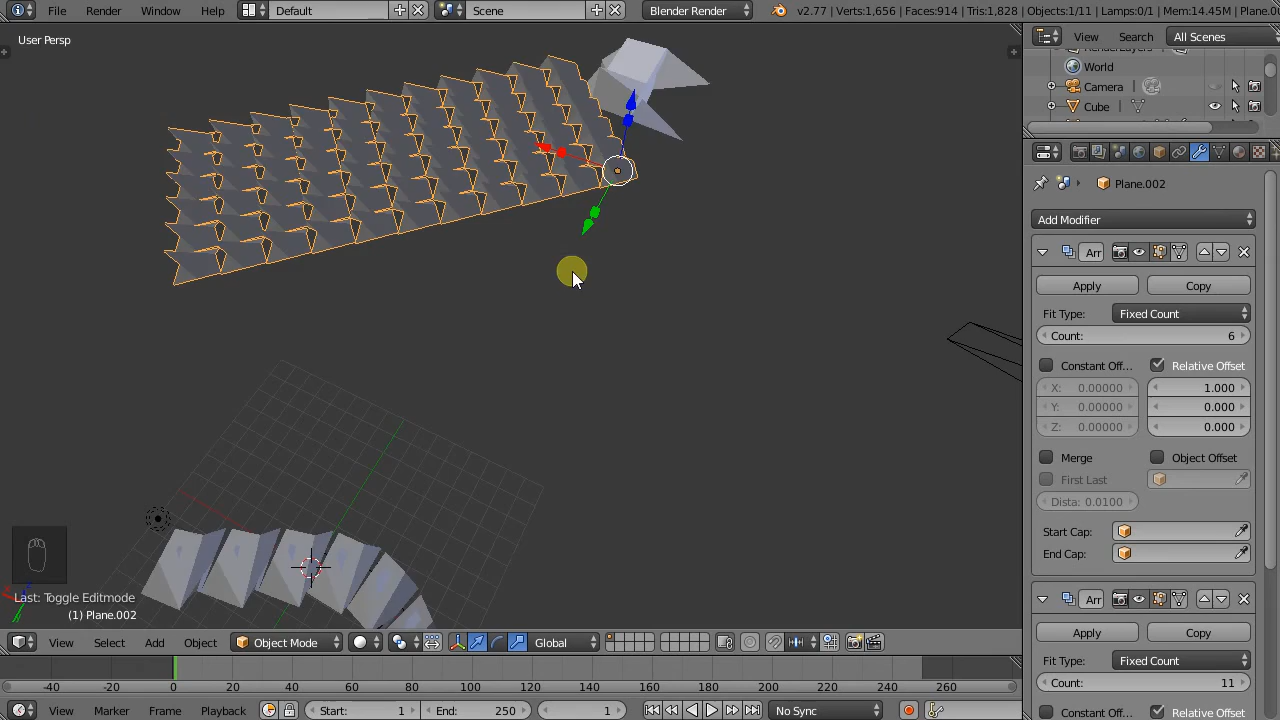 File Render Window Help Default Scene Blender Render v2.77 | Verts:1,656 | Faces:914 | Tris:1,828 | Objects:1/11 | Lamps:0/1 | Mem:14.45M | Plane.00
User Persp
View Search All Scenes
World
Camera
Cube
Plane.002
Add Modifier
Arr
Apply Copy
Fit Type: Fixed Count
Count: 6
Constant Off... Relative Offset
X: 0.00000 1.000
Y: 0.00000 0.000
Z: 0.00000 0.000
Merge Object Offset
First Last
Dista: 0.0100
Start Cap:
End Cap:
Arr
Apply Copy
Fit Type: Fixed Count
Count: 11
Constant Off... Relative Offset
Last: Toggle Editmode
(1) Plane.002
View Select Add Object Object Mode Global
-40 -20 0 20 40 60 80 100 120 140 160 180 200 220 240 260
View Marker Frame Playback Start: 1 End: 250 1 No Sync